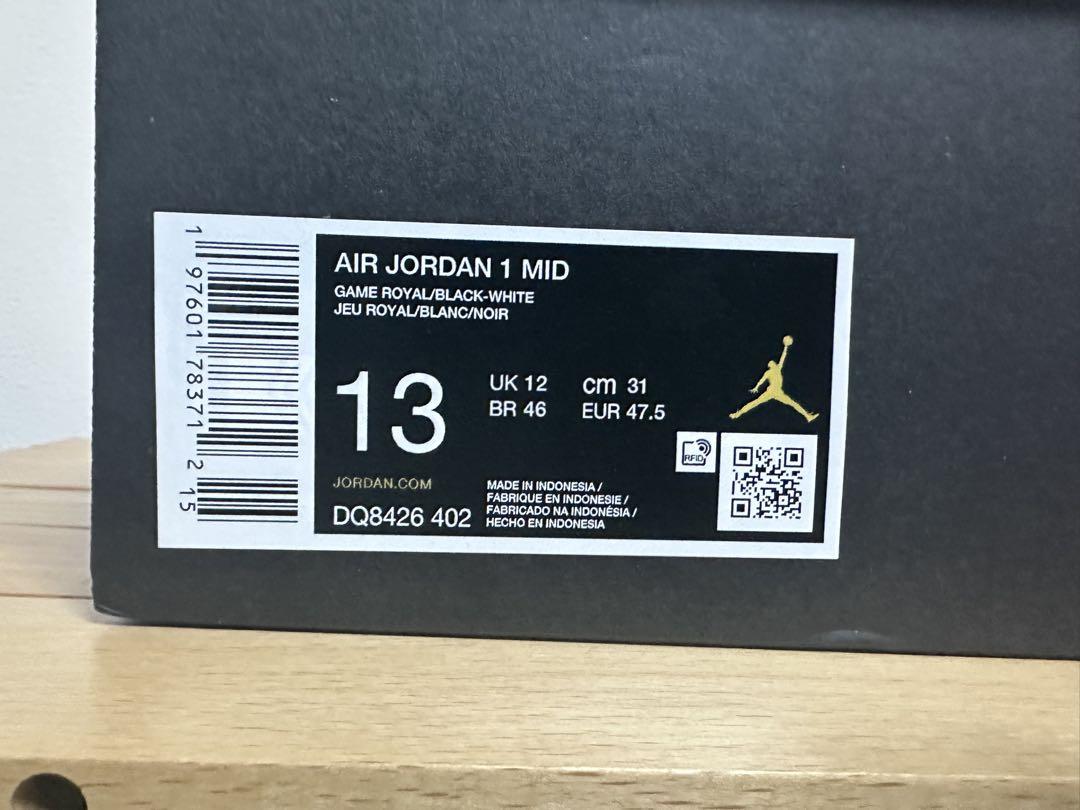 AIR JORDAN 1 MID
GAME ROYAL/BLACK-WHITE
JEU ROYAL/BLANC/NOIR
13
UK 12 cm 31
BR 46 EUR 47.5
RFID
JORDAN.COM
DQ8426 402
MADE IN INDONESIA /
FABRIQUE EN INDONESIE /
FABRICADO NA INDONÉSIA /
HECHO EN INDONESIA
1 97601 78371 2 15